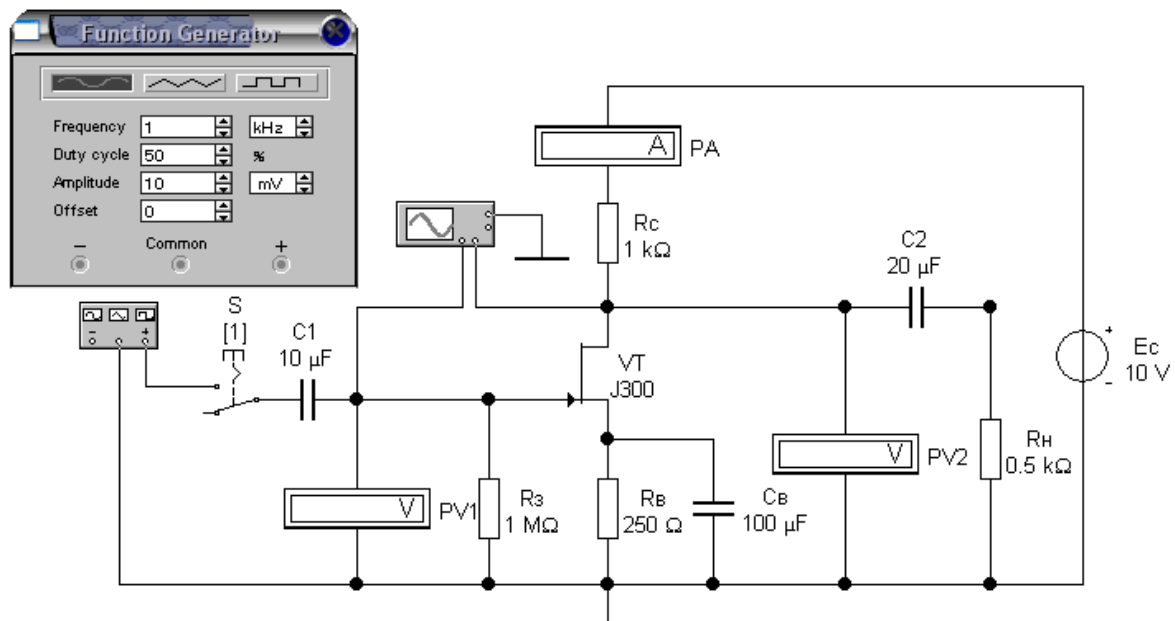 Function Generator
Frequency 1 kHz
Duty cycle 50 %
Amplitude 10 mV
Offset 0
− Common +
S
[1]
C1
10 μF
A PA
Rc
1 kΩ
C2
20 μF
VT
J300
Ec
10 V
V PV1
Rз
1 MΩ
Rв
250 Ω
Cв
100 μF
V PV2
Rн
0.5 kΩ